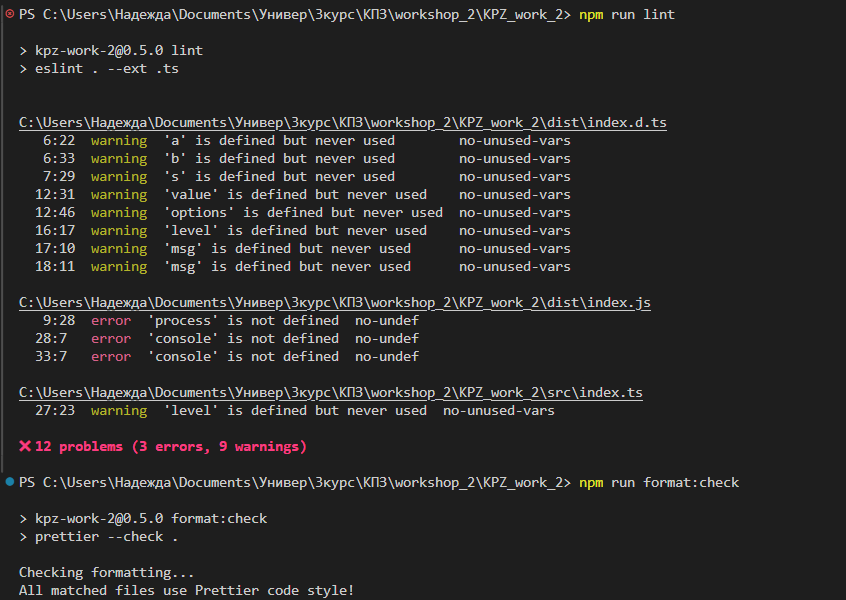 PS C:\Users\Надежда\Documents\Универ\3курс\КПЗ\workshop_2\KPZ_work_2> npm run lint
> kpz-work-2@0.5.0 lint
> eslint . --ext .ts
C:\Users\Надежда\Documents\Универ\3курс\КПЗ\workshop_2\KPZ_work_2\dist\index.d.ts
6:22 warning 'a' is defined but never used no-unused-vars
6:33 warning 'b' is defined but never used no-unused-vars
7:29 warning 's' is defined but never used no-unused-vars
12:31 warning 'value' is defined but never used no-unused-vars
12:46 warning 'options' is defined but never used no-unused-vars
16:17 warning 'level' is defined but never used no-unused-vars
17:10 warning 'msg' is defined but never used no-unused-vars
18:11 warning 'msg' is defined but never used no-unused-vars
C:\Users\Надежда\Documents\Универ\3курс\КПЗ\workshop_2\KPZ_work_2\dist\index.js
9:28 error 'process' is not defined no-undef
28:7 error 'console' is not defined no-undef
33:7 error 'console' is not defined no-undef
C:\Users\Надежда\Documents\Универ\3курс\КПЗ\workshop_2\KPZ_work_2\src\index.ts
27:23 warning 'level' is defined but never used no-unused-vars
✖ 12 problems (3 errors, 9 warnings)
PS C:\Users\Надежда\Documents\Универ\3курс\КПЗ\workshop_2\KPZ_work_2> npm run format:check
> kpz-work-2@0.5.0 format:check
> prettier --check .
Checking formatting...
All matched files use Prettier code style!